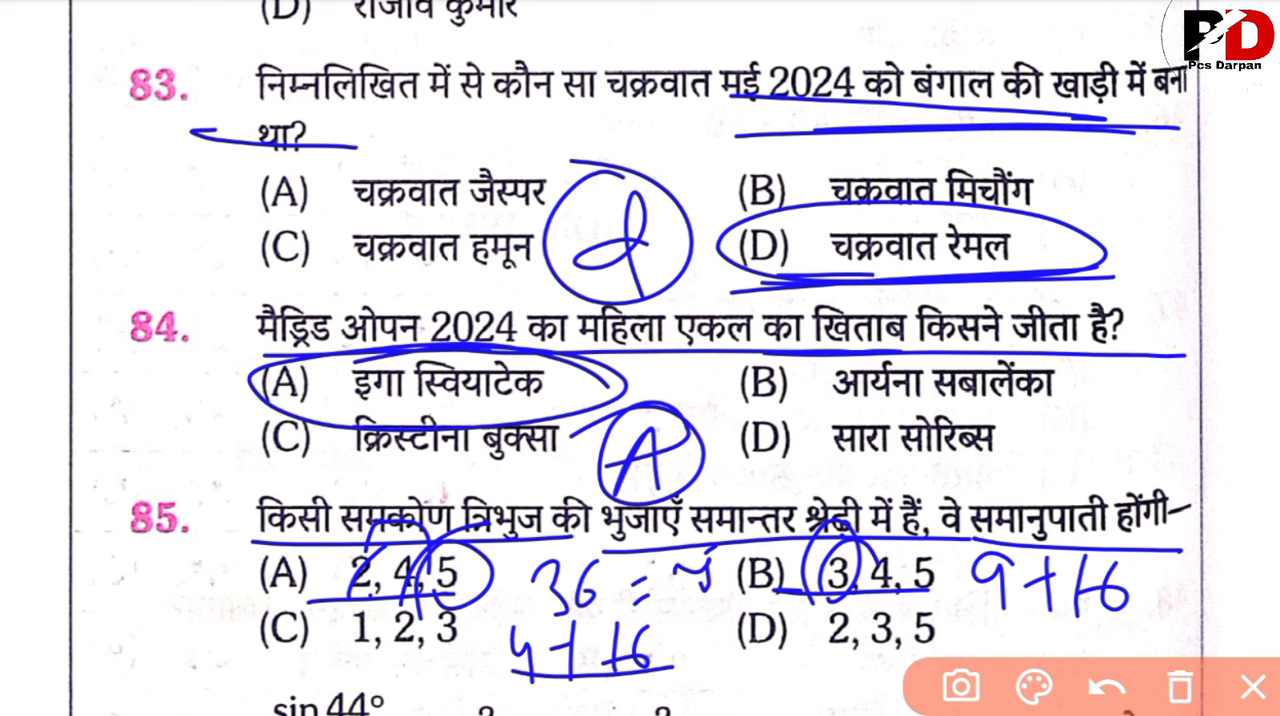 (D) राजीव कुमार
PD
Pcs Darpan
83. निम्नलिखित में से कौन सा चक्रवात मई 2024 को बंगाल की खाड़ी में बना
था?
(A) चक्रवात जैस्पर (B) चक्रवात मिचौंग
(C) चक्रवात हमून d (D) चक्रवात रेमल
84. मैड्रिड ओपन 2024 का महिला एकल का खिताब किसने जीता है?
(A) इगा स्वियाटेक (B) आर्यना सबालेंका
(C) क्रिस्टीना बुक्सा A (D) सारा सोरिब्स
85. किसी समकोण त्रिभुज की भुजाएँ समान्तर श्रेढ़ी में हैं, वे समानुपाती होंगी–
(A) 2, 4, 5 36 = (B) 3, 4, 5 9+16
(C) 1, 2, 3 4+16 (D) 2, 3, 5
sin 44°